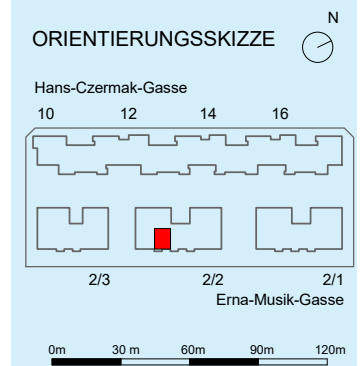 N
ORIENTIERUNGSSKIZZE
Hans-Czermak-Gasse
10 12 14 16
2/3 2/2 2/1
Erna-Musik-Gasse
0m 30 m 60m 90m 120m